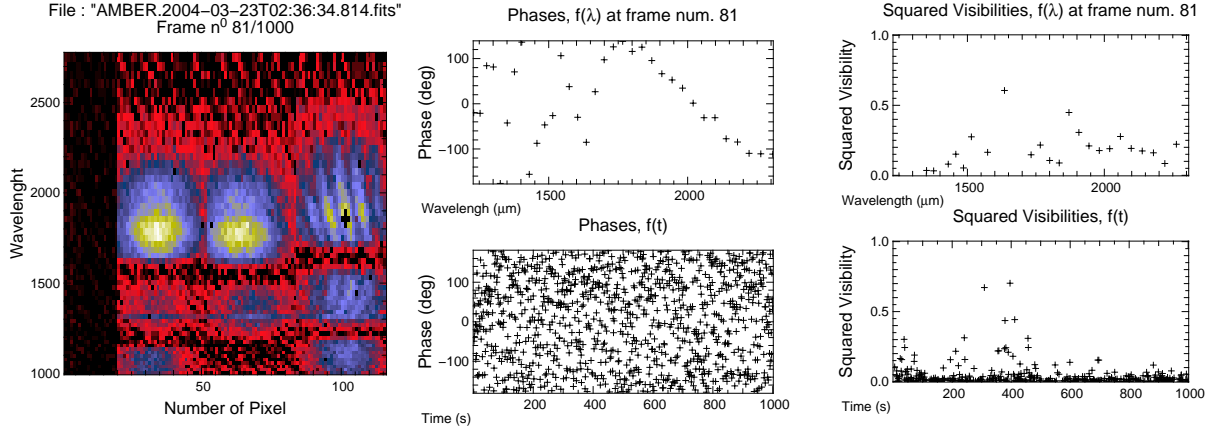 File : "AMBER.2004−03−23T02:36:34.814.fits"
Frame n⁰ 81/1000
2500
2000
1500
1000
50
100
Wavelenght
Number of Pixel
Phases, f(λ) at frame num. 81
100
0
−100
Phase (deg)
1500
2000
Wavelengh (μm)
Phases, f(t)
100
0
−100
Phase (deg)
200
400
600
800
1000
Time (s)
Squared Visibilities, f(λ) at frame num. 81
1.0
0.5
0.0
Squared Visibility
1500
2000
Wavelengh (μm)
Squared Visibilities, f(t)
1.0
0.5
0.0
Squared Visibility
200
400
600
800
1000
Time (s)